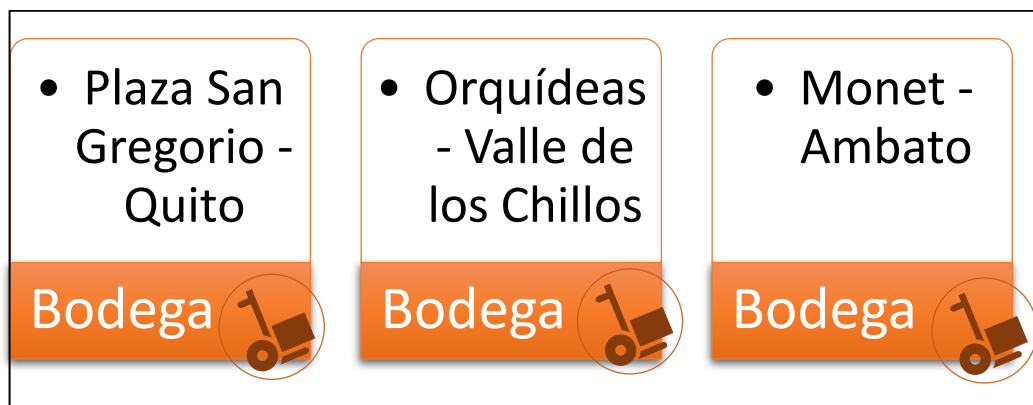 • Plaza San
Gregorio -
Quito
Bodega
• Orquídeas
- Valle de
los Chillos
Bodega
• Monet -
Ambato
Bodega